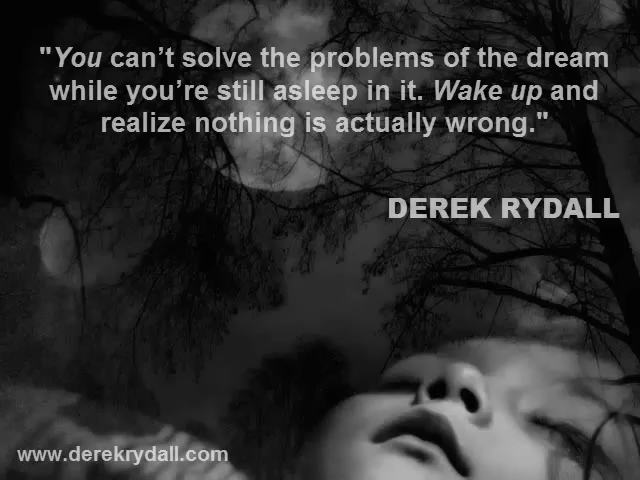 "You can’t solve the problems of the dream
while you’re still asleep in it. Wake up and
realize nothing is actually wrong."
DEREK RYDALL
www.derekrydall.com